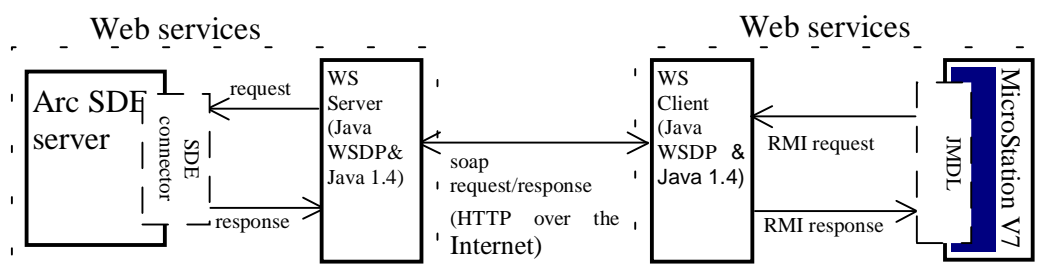 Web services
Web services
Arc SDE
server
SDE
connector
request
response
WS
Server
(Java
WSDP&
Java 1.4)
soap
request/response
(HTTP over the
Internet)
WS
Client
(Java
WSDP &
Java 1.4)
RMI request
RMI response
JMDL
MicroStation V7